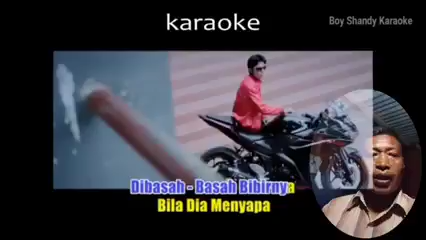 karaoke
Boy Shandy Karaoke
Dibasah - Basah Bibirnya
Bila Dia Menyapa